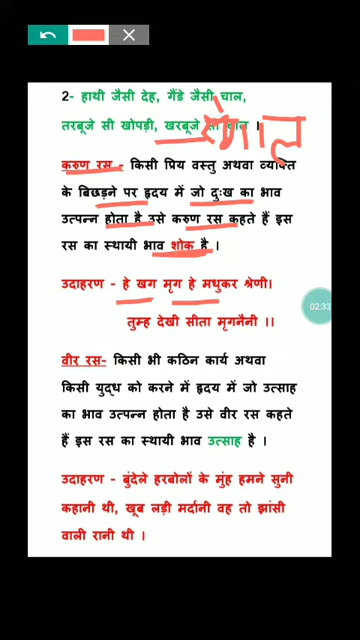 2- हाथी जैसी देह, गैंडे जैसी चाल,
तरबूजे सी खोपड़ी, खरबूजे सी गाल ।
करुण रस - किसी प्रिय वस्तु अथवा व्यक्ति
के बिछड़ने पर हृदय में जो दुःख का भाव
उत्पन्न होता है उसे करुण रस कहते हैं इस
रस का स्थायी भाव शोक है ।
उदाहरण - हे खग मृग हे मधुकर श्रेणी।
तुम्ह देखी सीता मृगनैनी ।।
02:33
वीर रस- किसी भी कठिन कार्य अथवा
किसी युद्ध को करने में हृदय में जो उत्साह
का भाव उत्पन्न होता है उसे वीर रस कहते
हैं इस रस का स्थायी भाव उत्साह है ।
उदाहरण - बुंदेले हरबोलों के मुंह हमने सुनी
कहानी थी, खूब लड़ी मर्दानी वह तो झांसी
वाली रानी थी ।